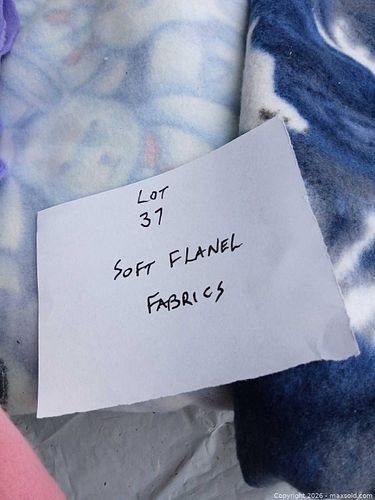 LOT
37
SOFT FLANEL
FABRICS
Copyright 2026 - maxsold.com